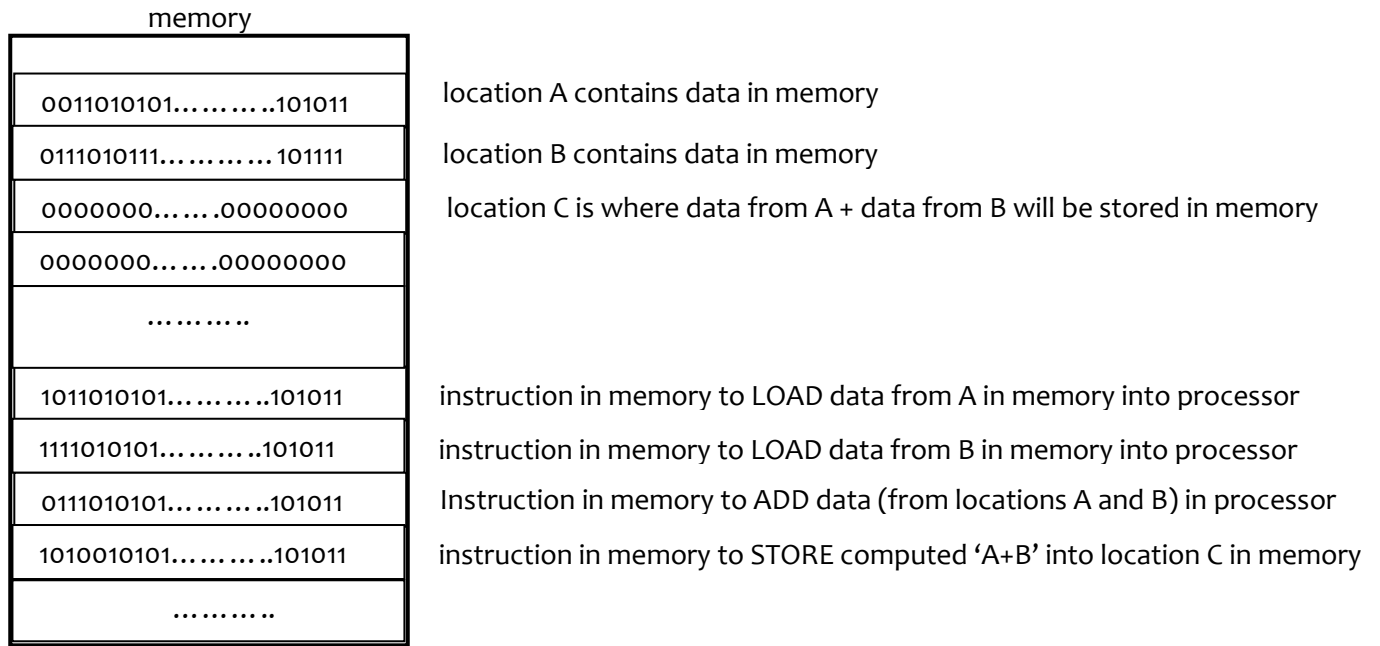 memory
0011010101………..101011 location A contains data in memory
0111010111…………101111 location B contains data in memory
0000000…….00000000 location C is where data from A + data from B will be stored in memory
0000000…….00000000
………..
1011010101………..101011 instruction in memory to LOAD data from A in memory into processor
1111010101………..101011 instruction in memory to LOAD data from B in memory into processor
0111010101………..101011 Instruction in memory to ADD data (from locations A and B) in processor
1010010101………..101011 instruction in memory to STORE computed ‘A+B’ into location C in memory
………..